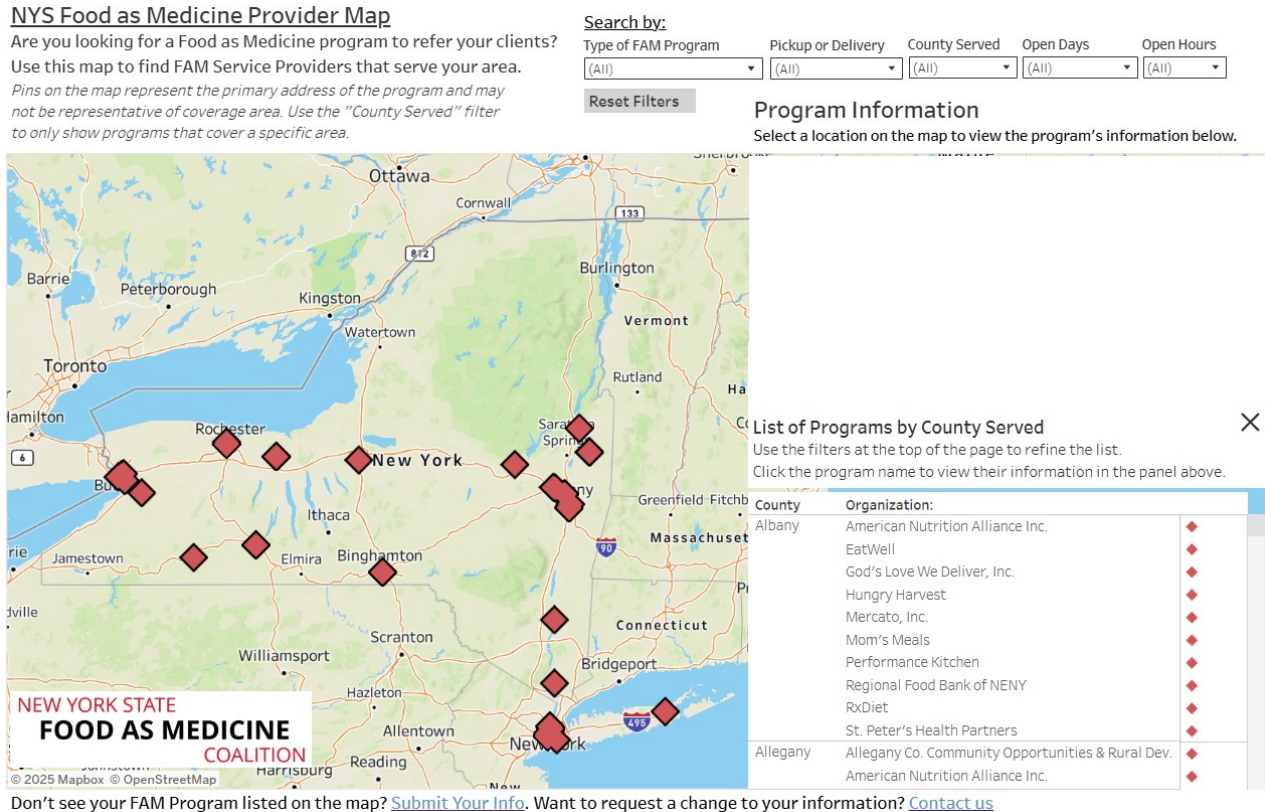 NYS Food as Medicine Provider Map
Are you looking for a Food as Medicine program to refer your clients?
Use this map to find FAM Service Providers that serve your area.
Pins on the map represent the primary address of the program and may
not be representative of coverage area. Use the "County Served" filter
to only show programs that cover a specific area.
Search by:
Type of FAM Program
Pickup or Delivery
County Served
Open Days
Open Hours
(All)
(All)
(All)
(All)
(All)
Reset Filters
Program Information
Select a location on the map to view the program's information below.
Ottawa
Cornwall
133
812
Barrie
Peterborough
Kingston
Burlington
Watertown
Vermont
Toronto
Rutland
Ha
Hamilton
Rochester
6
New York
Ithaca
Greenfield Fitchb
Massachuset
90
Jamestown
Elmira
Binghamton
Connecticut
Scranton
Williamsport
Bridgeport
Hazleton
495
Allentown
New York
Reading
Harrisburg
New
NEW YORK STATE
FOOD AS MEDICINE
COALITION
© 2025 Mapbox © OpenStreetMap
List of Programs by County Served
Use the filters at the top of the page to refine the list.
Click the program name to view their information in the panel above.
County Organization:
Albany American Nutrition Alliance Inc.
EatWell
God's Love We Deliver, Inc.
Hungry Harvest
Mercato, Inc.
Mom's Meals
Performance Kitchen
Regional Food Bank of NENY
RxDiet
St. Peter's Health Partners
Allegany Allegany Co. Community Opportunities & Rural Dev.
American Nutrition Alliance Inc.
Don't see your FAM Program listed on the map? Submit Your Info. Want to request a change to your information? Contact us